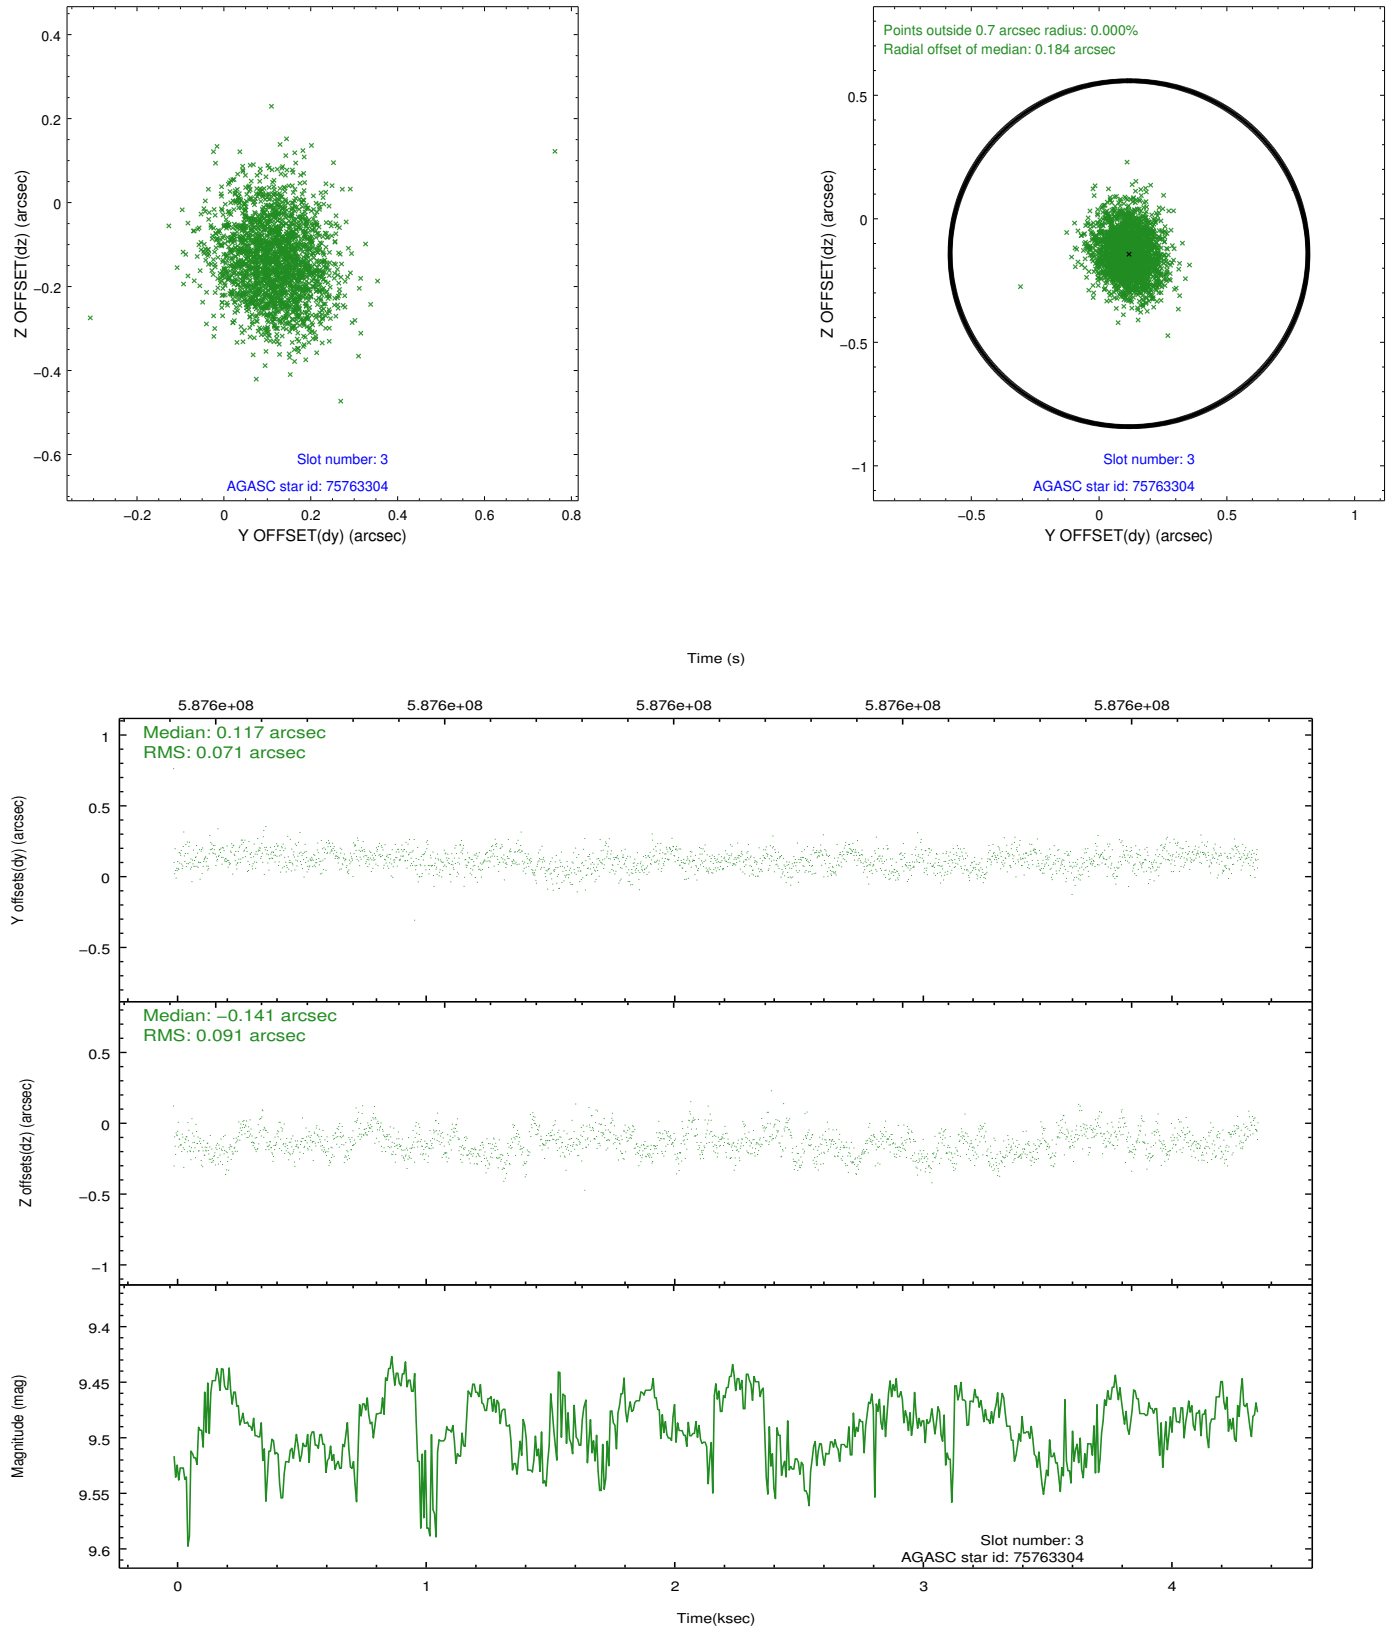 0.4
0.2
0
−0.2
−0.4
−0.6
Z OFFSET(dz) (arcsec)
Slot number: 3
AGASC star id: 75763304
−0.2 0 0.2 0.4 0.6 0.8
Y OFFSET(dy) (arcsec)
Points outside 0.7 arcsec radius: 0.000%
Radial offset of median: 0.184 arcsec
0.5
0
−0.5
−1
Z OFFSET(dz) (arcsec)
Slot number: 3
AGASC star id: 75763304
−0.5 0 0.5 1
Y OFFSET(dy) (arcsec)
Time (s)
5.876e+08 5.876e+08 5.876e+08 5.876e+08 5.876e+08
Median: 0.117 arcsec
RMS: 0.071 arcsec
1
0.5
0
−0.5
Y offsets(dy) (arcsec)
Median: −0.141 arcsec
RMS: 0.091 arcsec
0.5
0
−0.5
−1
Z offsets(dz) (arcsec)
9.4
9.45
9.5
9.55
9.6
Magnitude (mag)
Slot number: 3
AGASC star id: 75763304
0 1 2 3 4
Time(ksec)